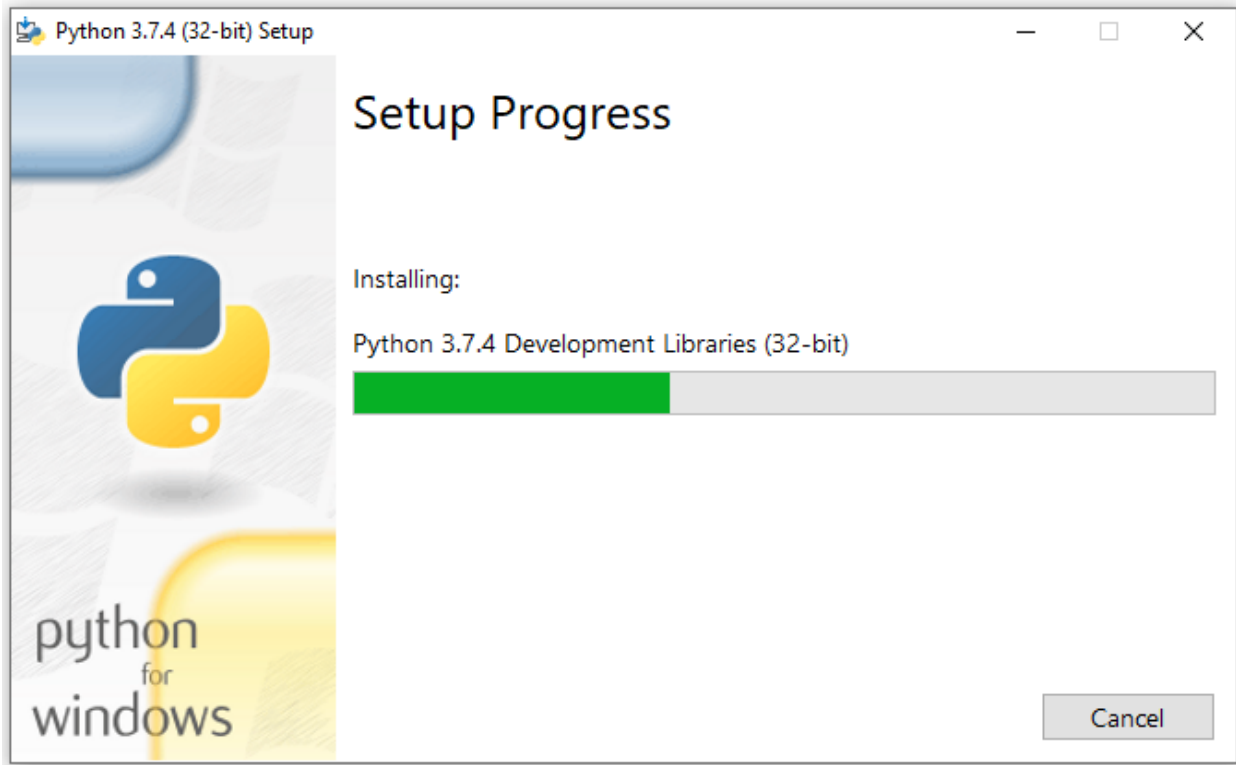 Python 3.7.4 (32-bit) Setup
Setup Progress
Installing:
Python 3.7.4 Development Libraries (32-bit)
python
for
windows
Cancel